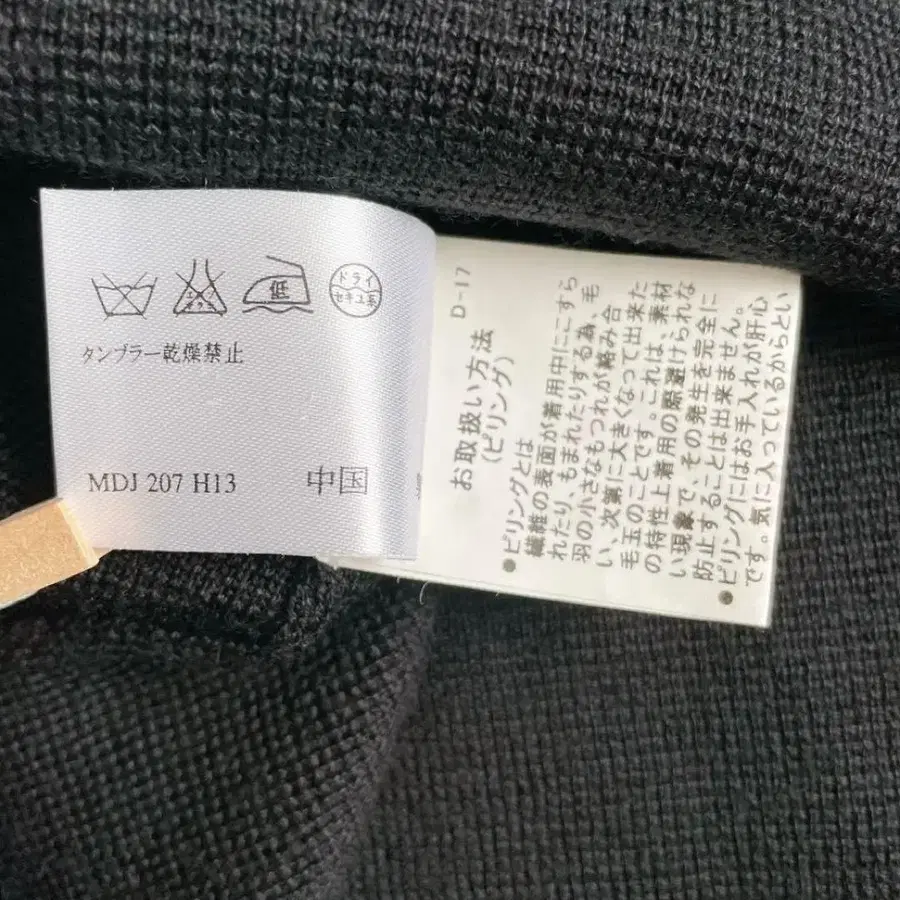 低
ドライ
セキユ系
エンソ
サラシ
タンブラー乾燥禁止
MDJ 207 H13
中国
D-17
お取扱い方法
(ピリング)
●ピリングとは
繊維の表面が着用中にこすら
れたり、もまれたりする為、毛
羽の小さなもつれが絡み合
い、次第に大きくなって出来た
毛玉のことです。これは、素材
の特性上着用の際避けられな
い現象で、その発生を完全に
防止することは出来ません。
●ピリングにはお手入れが肝心
です。気に入っているからとい